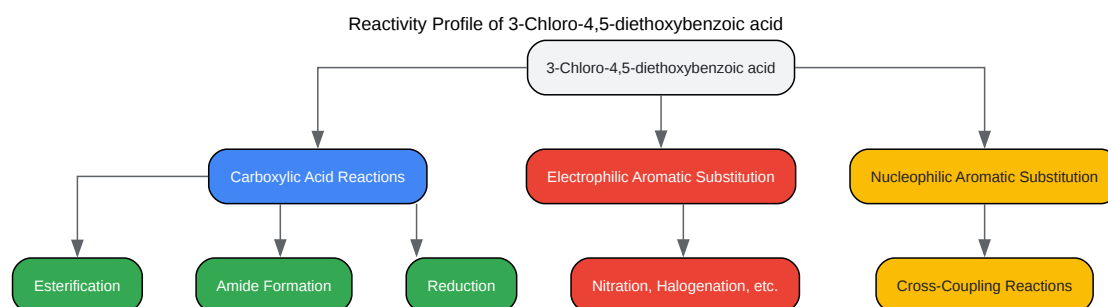 Reactivity Profile of 3-Chloro-4,5-diethoxybenzoic acid
3-Chloro-4,5-diethoxybenzoic acid
Carboxylic Acid Reactions
Electrophilic Aromatic Substitution
Nucleophilic Aromatic Substitution
Esterification
Amide Formation
Reduction
Nitration, Halogenation, etc.
Cross-Coupling Reactions